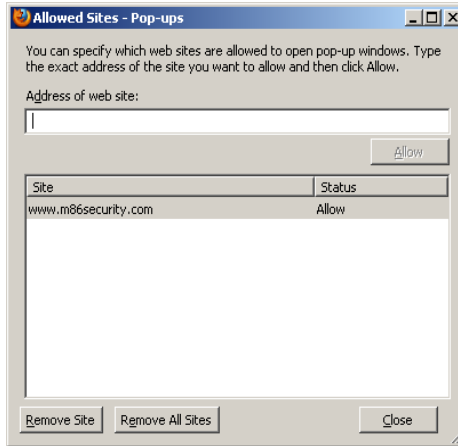 Allowed Sites - Pop-ups
You can specify which web sites are allowed to open pop-up windows. Type
the exact address of the site you want to allow and then click Allow.
Address of web site:
Allow
Site Status
www.m86security.com Allow
Remove Site Remove All Sites Close